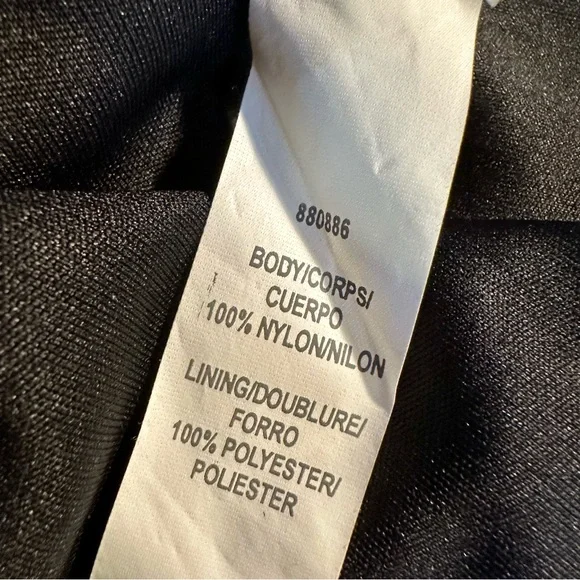 880886
BODY/CORPS/
CUERPO
100% NYLON/NILON
LINING/DOUBLURE/
FORRO
100% POLYESTER/
POLIESTER